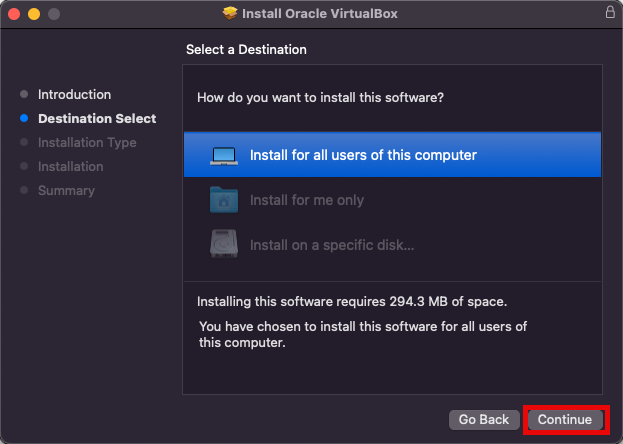 Install Oracle VirtualBox
Select a Destination
Introduction
Destination Select
Installation Type
Installation
Summary
How do you want to install this software?
Install for all users of this computer
Install for me only
Install on a specific disk...
Installing this software requires 294.3 MB of space.
You have chosen to install this software for all users of
this computer.
Go Back
Continue